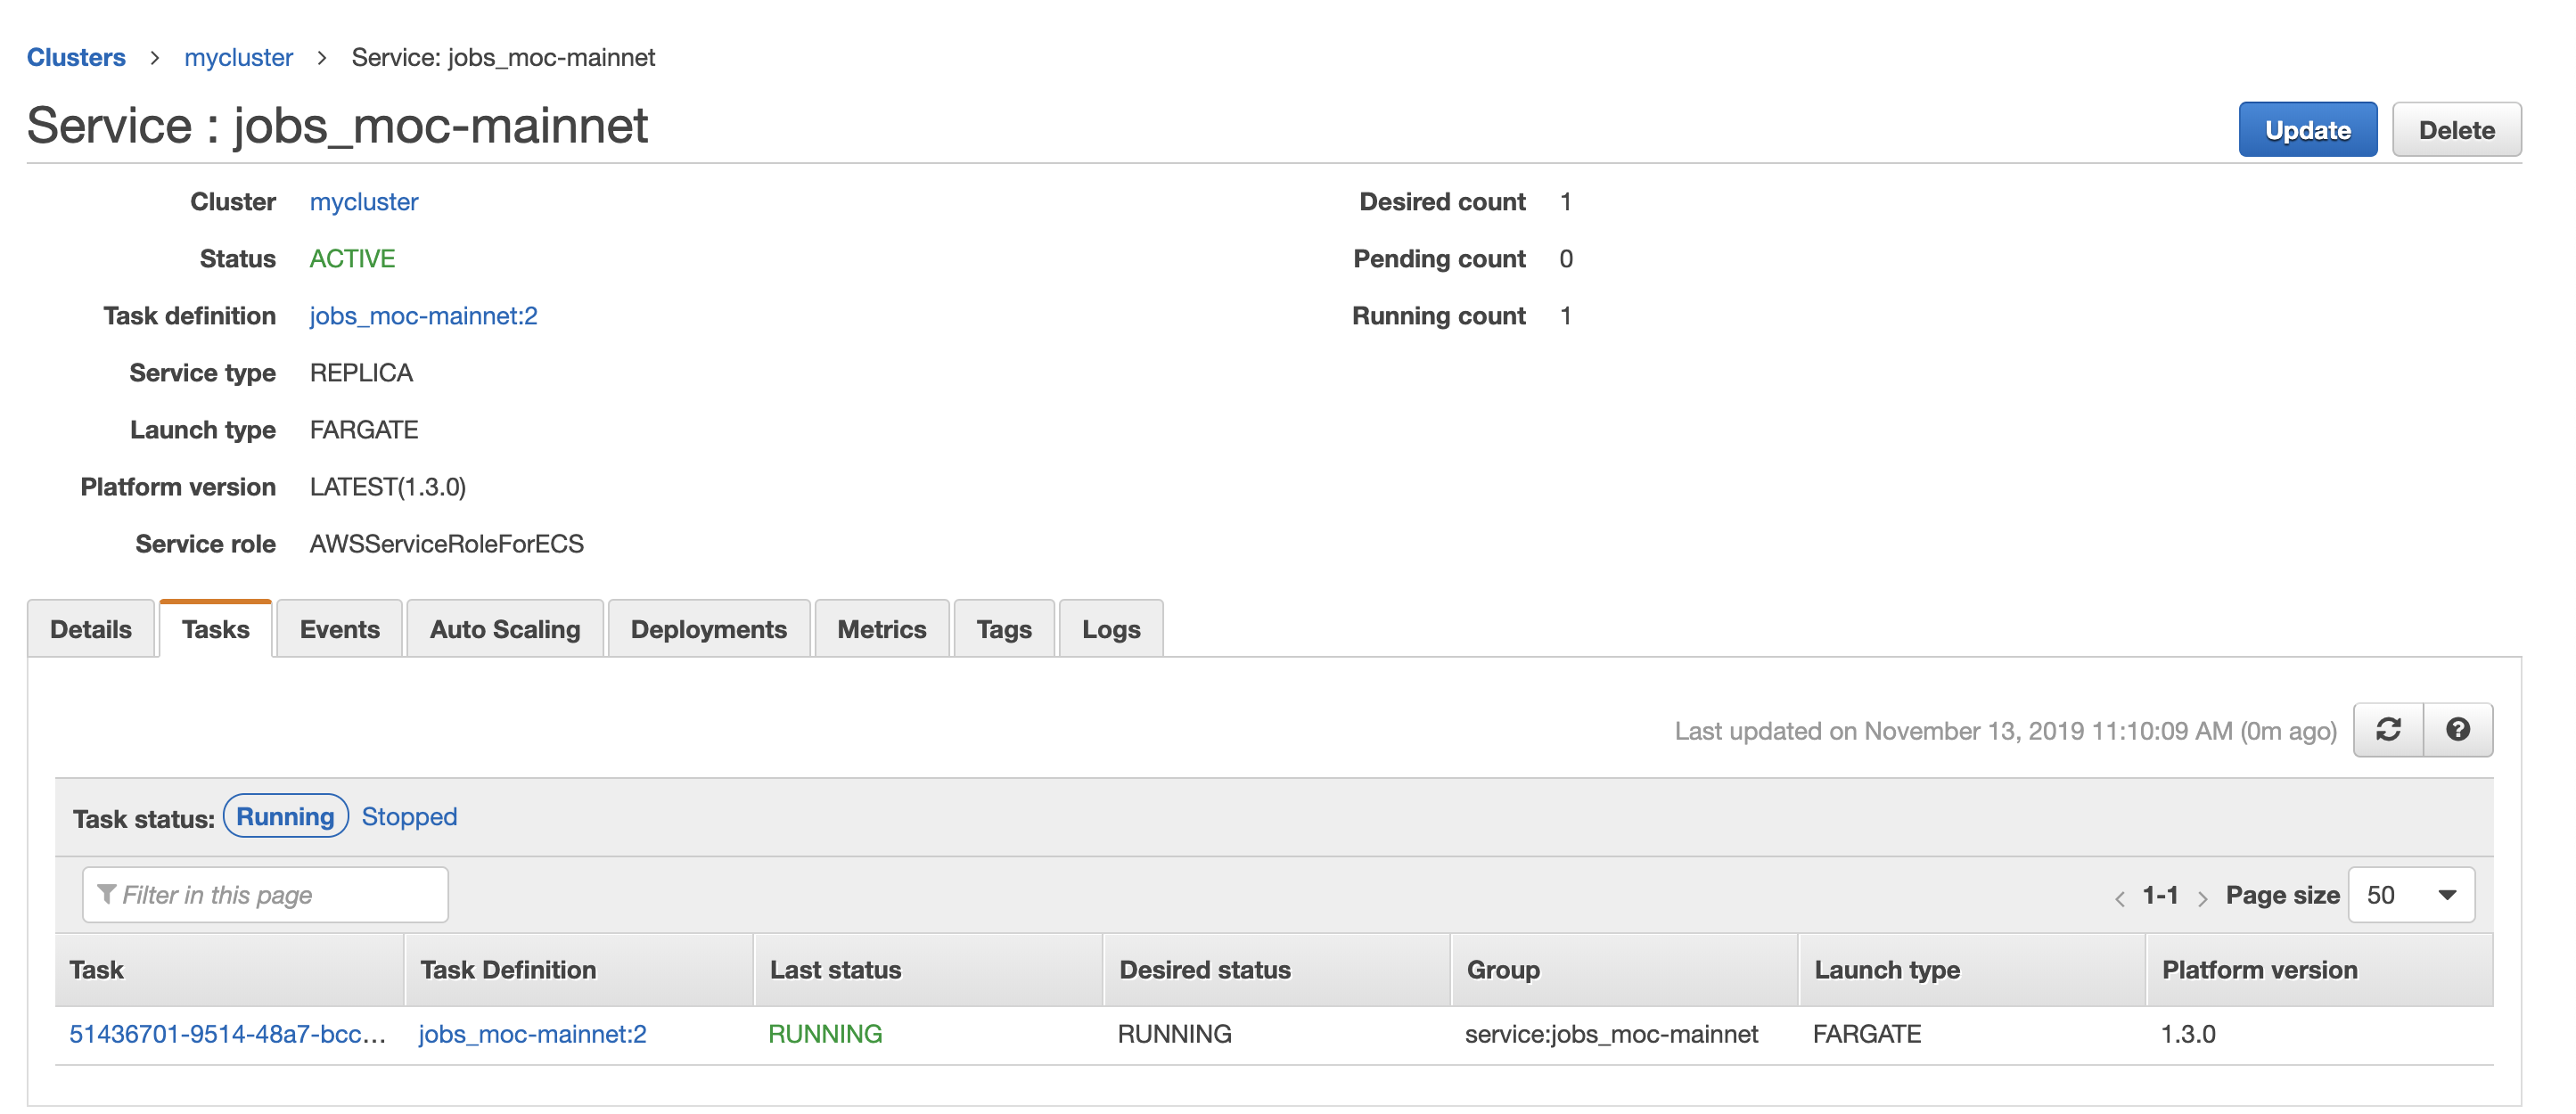 Clusters > mycluster > Service: jobs_moc-mainnet
Service : jobs_moc-mainnet
Update Delete
Cluster mycluster Desired count 1
Status ACTIVE Pending count 0
Task definition jobs_moc-mainnet:2 Running count 1
Service type REPLICA
Launch type FARGATE
Platform version LATEST(1.3.0)
Service role AWSServiceRoleForECS
Details Tasks Events Auto Scaling Deployments Metrics Tags Logs
Last updated on November 13, 2019 11:10:09 AM (0m ago)
Task status: Running Stopped
Filter in this page < 1-1 > Page size 50
Task Task Definition Last status Desired status Group Launch type Platform version
51436701-9514-48a7-bcc... jobs_moc-mainnet:2 RUNNING RUNNING service:jobs_moc-mainnet FARGATE 1.3.0